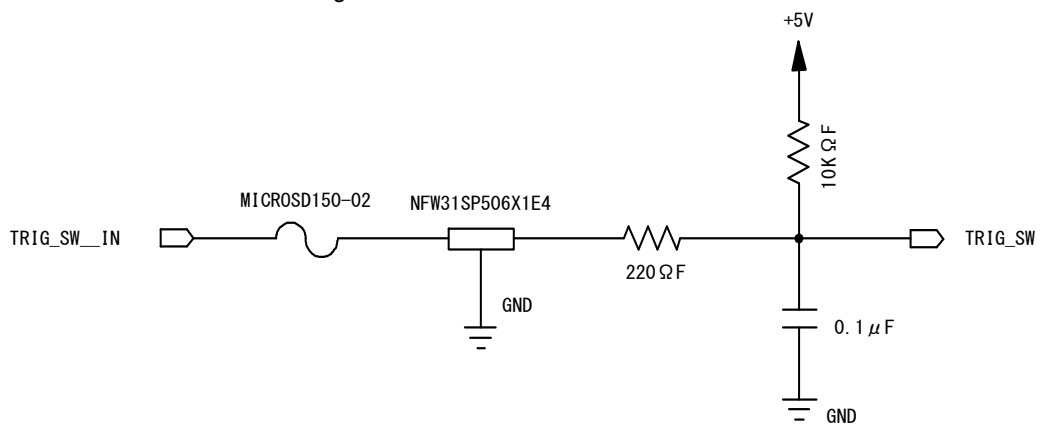 g
+5V
10KΩF
MICROSD150-02
NFW31SP506X1E4
TRIG_SW__IN
TRIG_SW
220ΩF
GND
0.1μF
GND